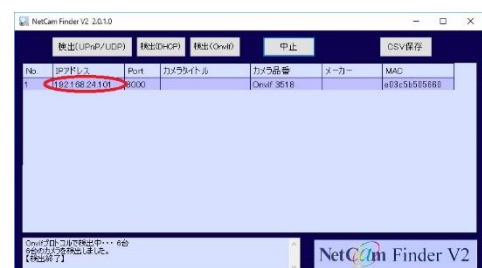 NetCam Finder V2 2.0.1.0
検出(UPnP/UDP) 検出(DHCP) 検出(Onvif) 中止 CSV保存
No. IPアドレス Port カメラタイトル カメラ品番 メーカー MAC
1 192.168.24.101 8000 Onvif 3518 e03c5b505660
Onvifプロトコルで検出中・・・ 6台
6台のカメラを検出しました。
【検出終了】
NetCam Finder V2